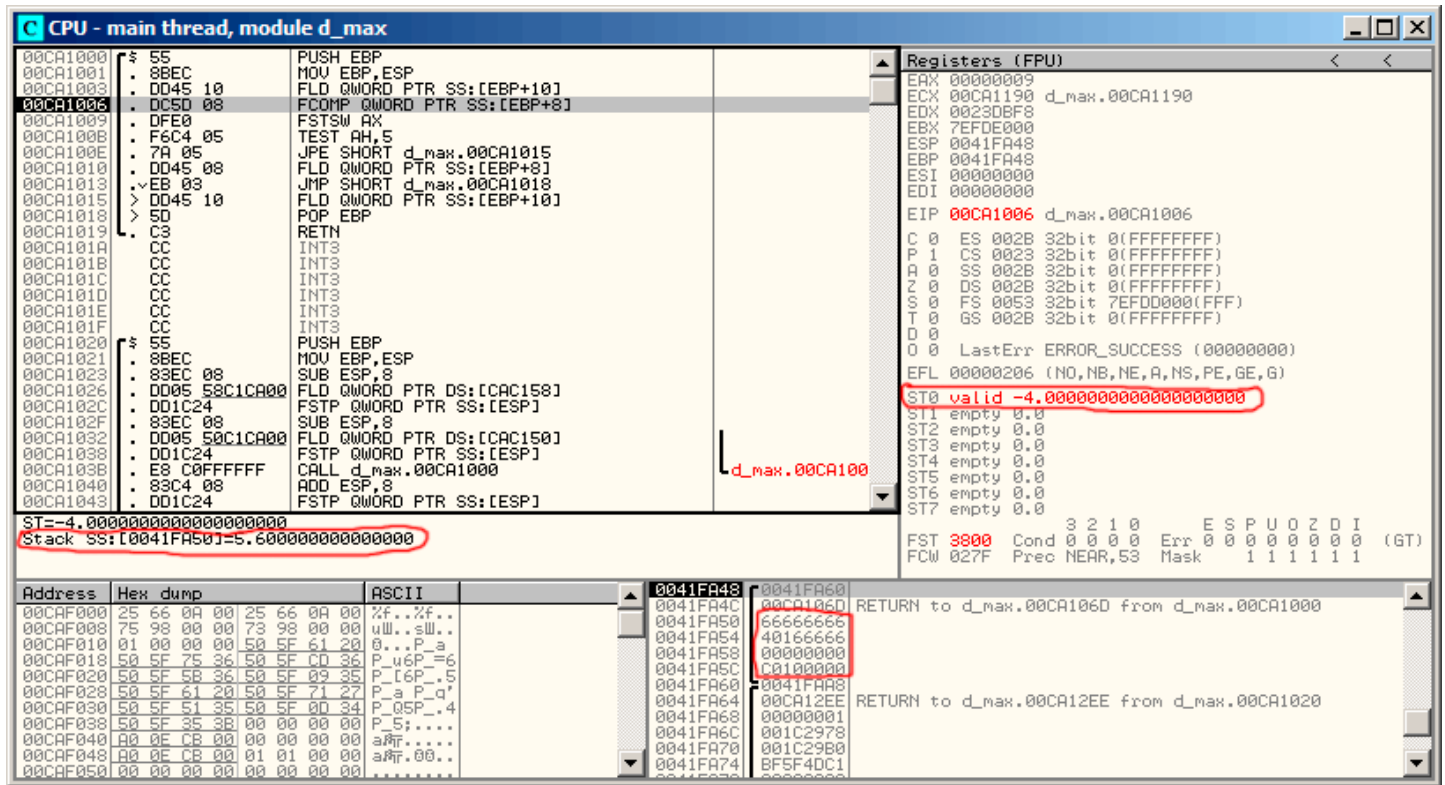 C CPU - main thread, module d_max
00CA1000 $ 55 PUSH EBP
00CA1001 . 8BEC MOV EBP,ESP
00CA1003 . DD45 10 FLD QWORD PTR SS:[EBP+10]
00CA1006 . DC5D 08 FCOMP QWORD PTR SS:[EBP+8]
00CA1009 . DFE0 FSTSW AX
00CA100B . F6C4 05 TEST AH,5
00CA100E . 7A 05 JPE SHORT d_max.00CA1015
00CA1010 . DD45 08 FLD QWORD PTR SS:[EBP+8]
00CA1013 .v EB 03 JMP SHORT d_max.00CA1018
00CA1015 > DD45 10 FLD QWORD PTR SS:[EBP+10]
00CA1018 > 5D POP EBP
00CA1019 . C3 RETN
00CA101A CC INT3
00CA101B CC INT3
00CA101C CC INT3
00CA101D CC INT3
00CA101E CC INT3
00CA101F CC INT3
00CA1020 $ 55 PUSH EBP
00CA1021 . 8BEC MOV EBP,ESP
00CA1023 . 83EC 08 SUB ESP,8
00CA1026 . DD05 58C1CA00 FLD QWORD PTR DS:[CAC158]
00CA102C . DD1C24 FSTP QWORD PTR SS:[ESP]
00CA102F . 83EC 08 SUB ESP,8
00CA1032 . DD05 50C1CA00 FLD QWORD PTR DS:[CAC150]
00CA1038 . DD1C24 FSTP QWORD PTR SS:[ESP]
00CA103B . E8 C0FFFFFF CALL d_max.00CA1000 d_max.00CA100
00CA1040 . 83C4 08 ADD ESP,8
00CA1043 . DD1C24 FSTP QWORD PTR SS:[ESP]
ST=-4.0000000000000000000
Stack SS:[0041FA50]=5.600000000000000
Registers (FPU) < <
EAX 00000009
ECX 00CA1190 d_max.00CA1190
EDX 0023DBF8
EBX 7EFDE000
ESP 0041FA48
EBP 0041FA48
ESI 00000000
EDI 00000000
EIP 00CA1006 d_max.00CA1006
C 0 ES 002B 32bit 0(FFFFFFFF)
P 1 CS 0023 32bit 0(FFFFFFFF)
A 0 SS 002B 32bit 0(FFFFFFFF)
Z 0 DS 002B 32bit 0(FFFFFFFF)
S 0 FS 0053 32bit 7EFDD000(FFF)
T 0 GS 002B 32bit 0(FFFFFFFF)
D 0
O 0 LastErr ERROR_SUCCESS (00000000)
EFL 00000206 (NO,NB,NE,A,NS,PE,GE,G)
ST0 valid -4.0000000000000000000
ST1 empty 0.0
ST2 empty 0.0
ST3 empty 0.0
ST4 empty 0.0
ST5 empty 0.0
ST6 empty 0.0
ST7 empty 0.0
3 2 1 0 E S P U O Z D I
FST 3800 Cond 0 0 0 0 Err 0 0 0 0 0 0 0 0 (GT)
FCW 027F Prec NEAR,53 Mask 1 1 1 1 1 1
Address Hex dump ASCII
00CAF000 25 66 0A 00 25 66 0A 00 %f..%f..
00CAF008 75 98 00 00 73 98 00 00 uШ..sШ..
00CAF010 01 00 00 00 50 5F 61 20 0...P_a
00CAF018 50 5F 75 36 50 5F CD 36 P_u6P_=6
00CAF020 50 5F 5B 36 50 5F 09 35 P_[6P_.5
00CAF028 50 5F 61 20 50 5F 71 27 P_a P_q'
00CAF030 50 5F 51 35 50 5F 0D 34 P_Q5P_.4
00CAF038 50 5F 35 3B 00 00 00 00 P_5;....
00CAF040 A0 0E CB 00 00 00 00 00
00CAF048 A0 0E CB 00 01 01 00 00
00CAF050 00 00 00 00 00 00 00 00 ........
0041FA48 0041FA60
0041FA4C 00CA106D RETURN to d_max.00CA106D from d_max.00CA1000
0041FA50 66666666
0041FA54 40166666
0041FA58 00000000
0041FA5C C0100000
0041FA60 0041FAA8
0041FA64 00CA12EE RETURN to d_max.00CA12EE from d_max.00CA1020
0041FA68 00000001
0041FA6C 001C2978
0041FA70 001C29B0
0041FA74 BF5F4DC1